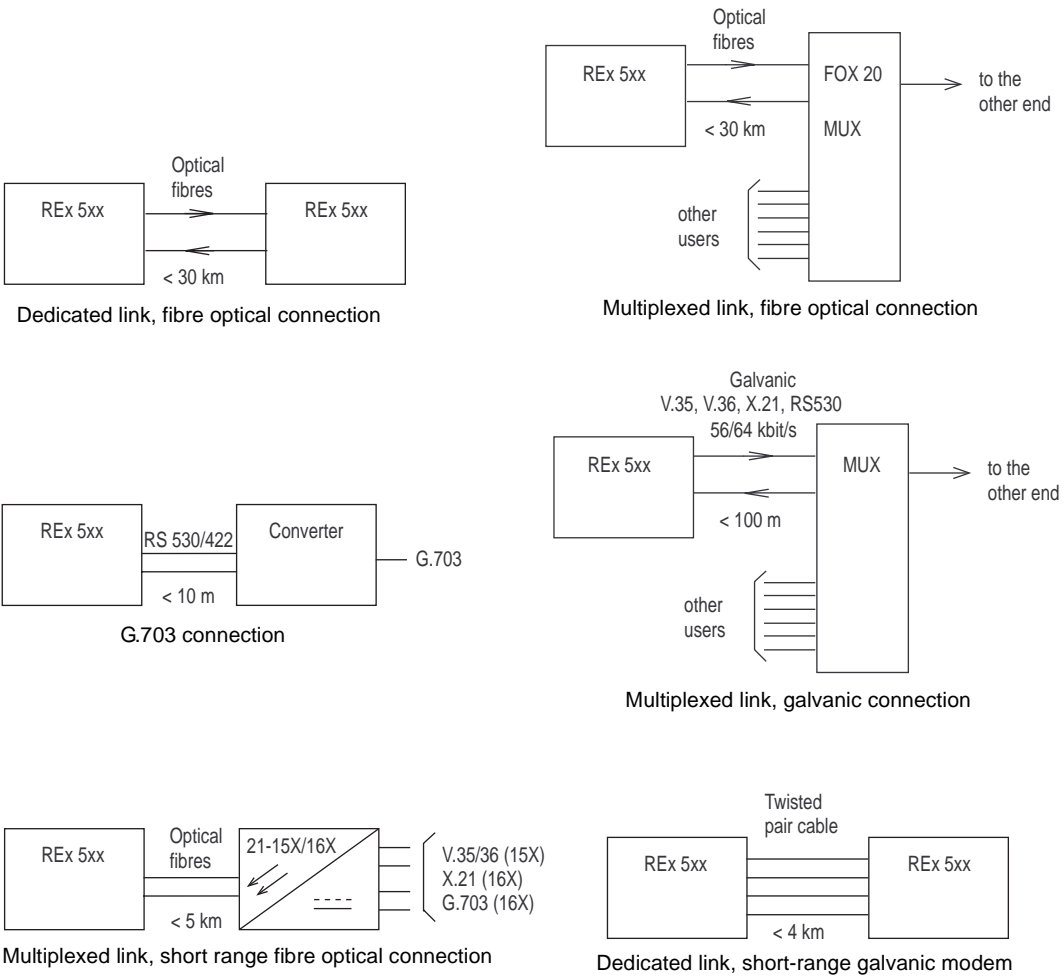 Optical
fibres
REx 5xx
REx 5xx
< 30 km
Dedicated link, fibre optical connection
Optical
fibres
REx 5xx
FOX 20
MUX
to the
other end
< 30 km
other
users
Multiplexed link, fibre optical connection
REx 5xx
RS 530/422
Converter
G.703
< 10 m
G.703 connection
Galvanic
V.35, V.36, X.21, RS530
56/64 kbit/s
REx 5xx
MUX
to the
other end
< 100 m
other
users
Multiplexed link, galvanic connection
REx 5xx
Optical
fibres
21-15X/16X
V.35/36 (15X)
X.21 (16X)
G.703 (16X)
< 5 km
Multiplexed link, short range fibre optical connection
Twisted
pair cable
REx 5xx
REx 5xx
< 4 km
Dedicated link, short-range galvanic modem